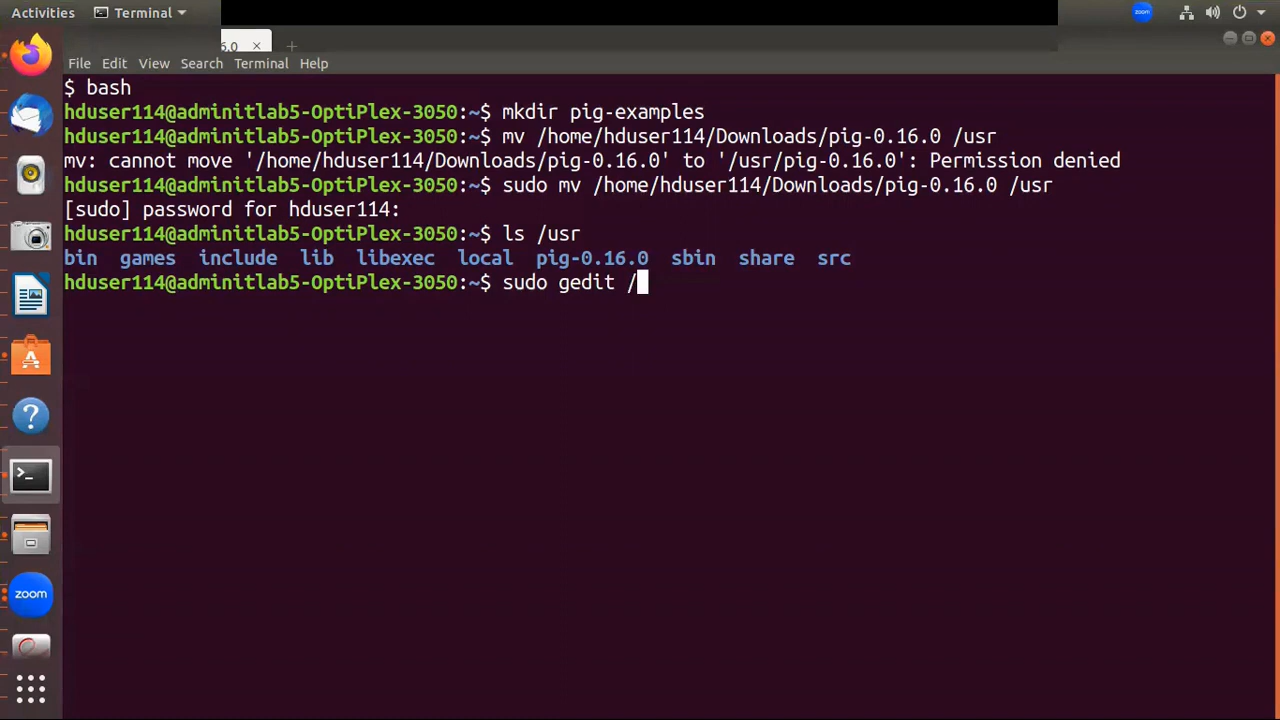 Activities Terminal
zoom
6.0 × +
File Edit View Search Terminal Help
$ bash
hduser114@adminitlab5-OptiPlex-3050:~$ mkdir pig-examples
hduser114@adminitlab5-OptiPlex-3050:~$ mv /home/hduser114/Downloads/pig-0.16.0 /usr
mv: cannot move '/home/hduser114/Downloads/pig-0.16.0' to '/usr/pig-0.16.0': Permission denied
hduser114@adminitlab5-OptiPlex-3050:~$ sudo mv /home/hduser114/Downloads/pig-0.16.0 /usr
[sudo] password for hduser114:
hduser114@adminitlab5-OptiPlex-3050:~$ ls /usr
bin games include lib libexec local pig-0.16.0 sbin share src
hduser114@adminitlab5-OptiPlex-3050:~$ sudo gedit /
zoom